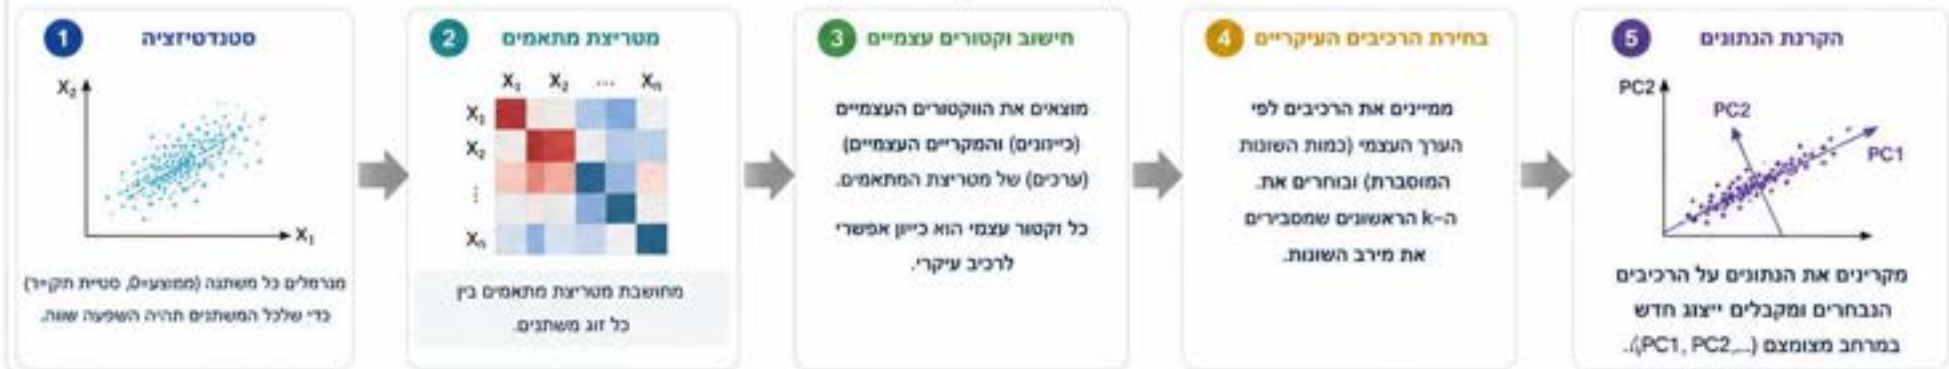 1 סטנדטיזציה
X₂
X₁
מנרמלים כל משתנה (ממוצע=0, סטיית תקן=1)
כדי שלכל המשתנים תהיה השפעה שווה.
2 מטריצת מתאמים
X₁ X₂ ... Xₙ
X₁
X₂
⋮
Xₙ
מחושבת מטריצת מתאמים בין
כל זוג משתנים.
3 חישוב וקטורים עצמיים
מוצאים את הווקטורים העצמיים
(כיוונים) והמקריים העצמיים)
(ערכים) של מטריצת המתאמים.
כל וקטור עצמי הוא כייון אפשרי
לרכיב עיקרי.
4 בחירת הרכיבים העיקריים
ממיינים את הרכיבים לפי
הערך העצמי (כמות השונות
המוסברת) ובוחרים את.
ה-k הראשונים שמסבירים
את מירב השונות.
5 הקרנת הנתונים
PC2
PC2
PC1
מקרינים את הנתונים על הרכיבים
הנבחרים ומקבלים ייצוג חדש
במרחב מצומצם (PC1, PC2,...).